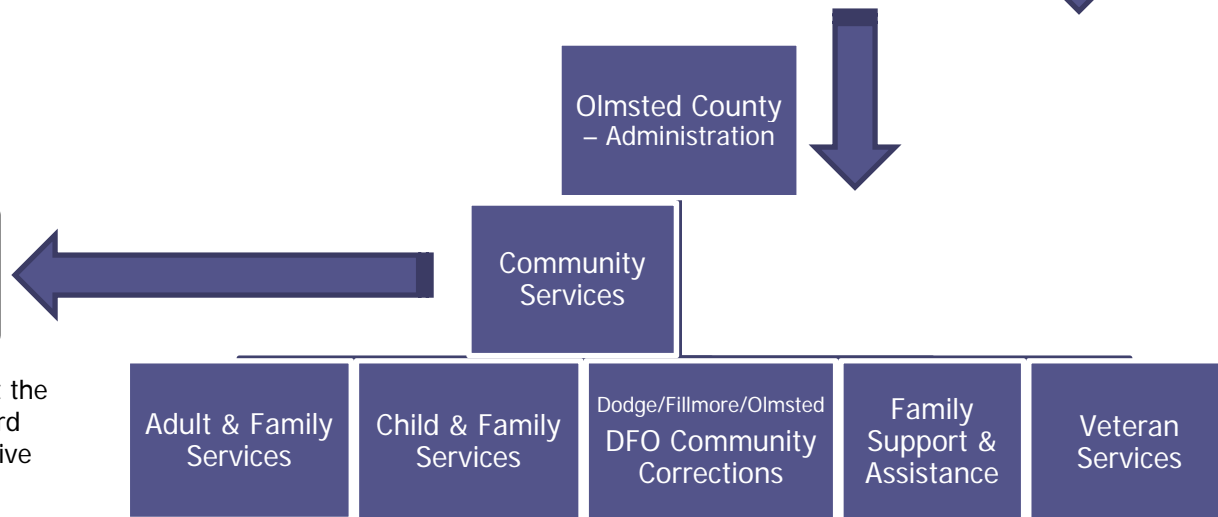 Olmsted County
– Administration
Community
Services
the
rd
ive
Adult & Family
Services
Child & Family
Services
Dodge/Fillmore/Olmsted
DFO Community
Corrections
Family
Support &
Assistance
Veteran
Services